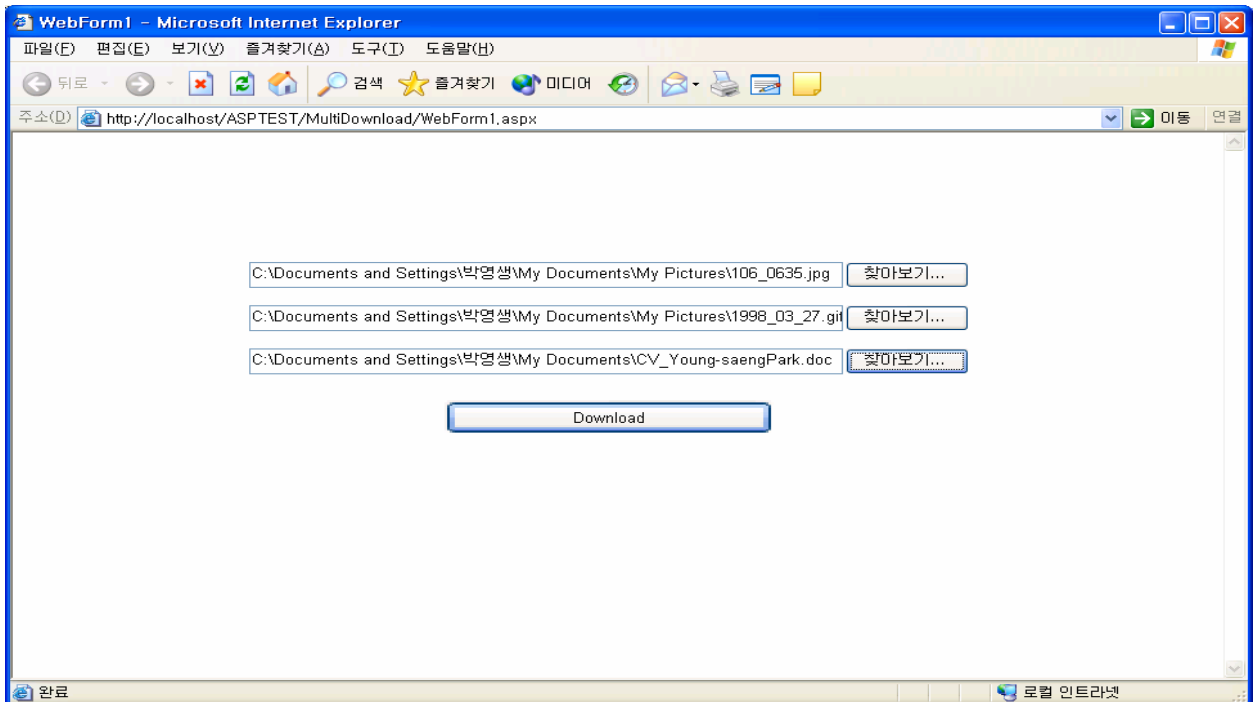 WebForm1 - Microsoft Internet Explorer
파일(F) 편집(E) 보기(V) 즐겨찾기(A) 도구(T) 도움말(H)
뒤로 검색 즐겨찾기 미디어
주소(D) http://localhost/ASPTEST/MultiDownload/WebForm1.aspx 이동 연결
C:\Documents and Settings\박영생\My Documents\My Pictures\106_0635.jpg 찾아보기...
C:\Documents and Settings\박영생\My Documents\My Pictures\1998_03_27.gif 찾아보기...
C:\Documents and Settings\박영생\My Documents\CV_Young-saengPark.doc 찾아보기...
Download
완료 로컬 인트라넷